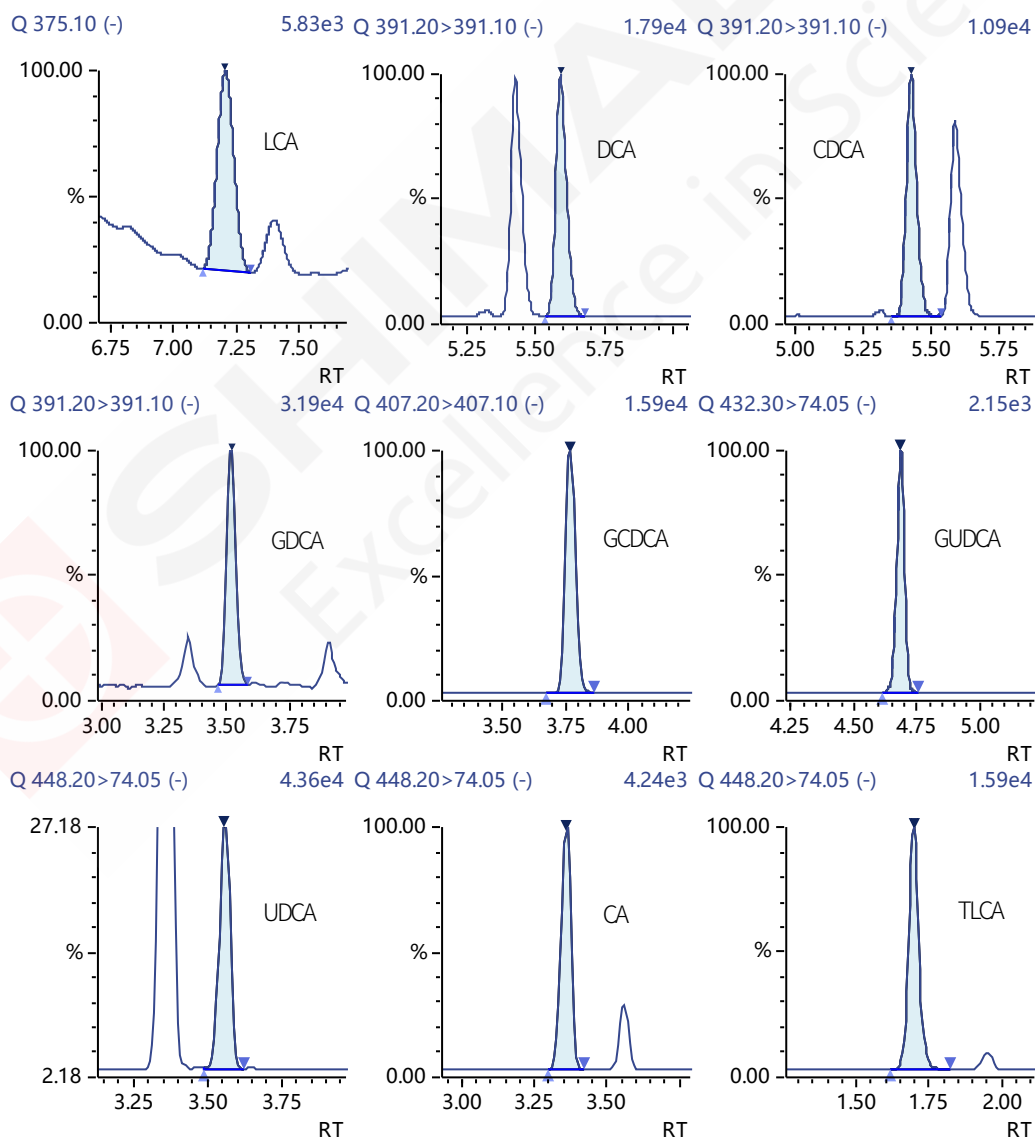 Q 375.10 (-) 5.83e3 Q 391.20>391.10 (-) 1.79e4 Q 391.20>391.10 (-) 1.09e4
100.00 100.00 100.00
LCA DCA CDCA
% % %
0.00 0.00 0.00
6.75 7.00 7.25 7.50 5.25 5.50 5.75 5.00 5.25 5.50 5.75
RT RT RT
Q 391.20>391.10 (-) 3.19e4 Q 407.20>407.10 (-) 1.59e4 Q 432.30>74.05 (-) 2.15e3
100.00 100.00 100.00
GDCA GCDCA GUDCA
% % %
0.00 0.00 0.00
3.00 3.25 3.50 3.75 3.50 3.75 4.00 4.25 4.50 4.75 5.00
RT RT RT
Q 448.20>74.05 (-) 4.36e4 Q 448.20>74.05 (-) 4.24e3 Q 448.20>74.05 (-) 1.59e4
27.18 100.00 100.00
UDCA CA TLCA
% % %
2.18 0.00 0.00
3.25 3.50 3.75 3.00 3.25 3.50 1.50 1.75 2.00
RT RT RT
SHIMA
Excellence in Scie